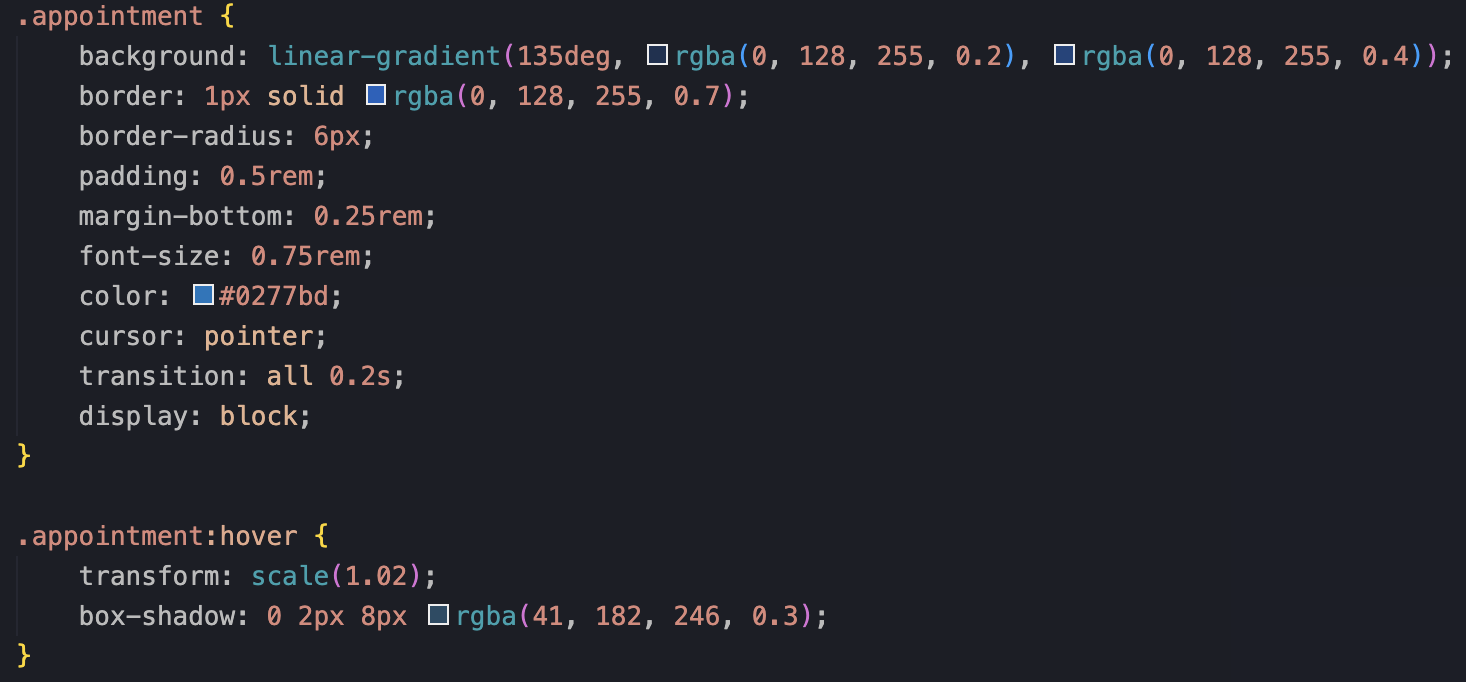 .appointment {
    background: linear-gradient(135deg, rgba(0, 128, 255, 0.2), rgba(0, 128, 255, 0.4));
    border: 1px solid rgba(0, 128, 255, 0.7);
    border-radius: 6px;
    padding: 0.5rem;
    margin-bottom: 0.25rem;
    font-size: 0.75rem;
    color: #0277bd;
    cursor: pointer;
    transition: all 0.2s;
    display: block;
}

.appointment:hover {
    transform: scale(1.02);
    box-shadow: 0 2px 8px rgba(41, 182, 246, 0.3);
}